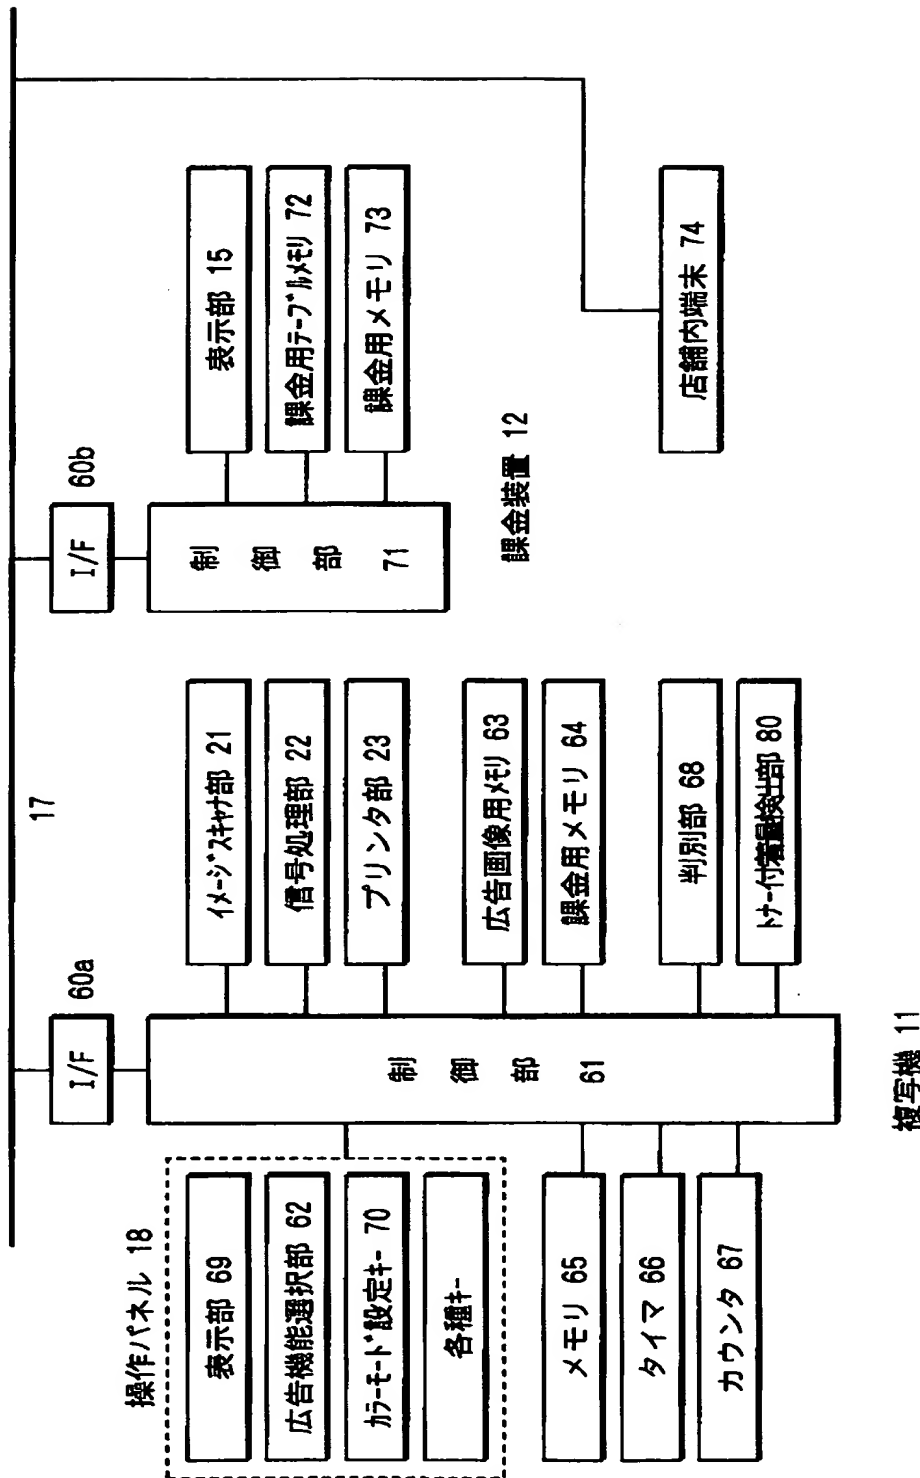 17
I/F
60a
I/F
60b
操作パネル 18
表示部 69
広告機能選択部 62
カラーモード設定キー 70
各種キー
メモリ 65
タイマ 66
カウンタ 67
制御部 61
イメージスキャナ部 21
信号処理部 22
プリンタ部 23
広告画像用メモリ 63
課金用メモリ 64
判別部 68
トナー付着量検出部 80
複写機 11
制御部 71
表示部 15
課金用テーブルメモリ 72
課金用メモリ 73
課金装置 12
店舗内端末 74